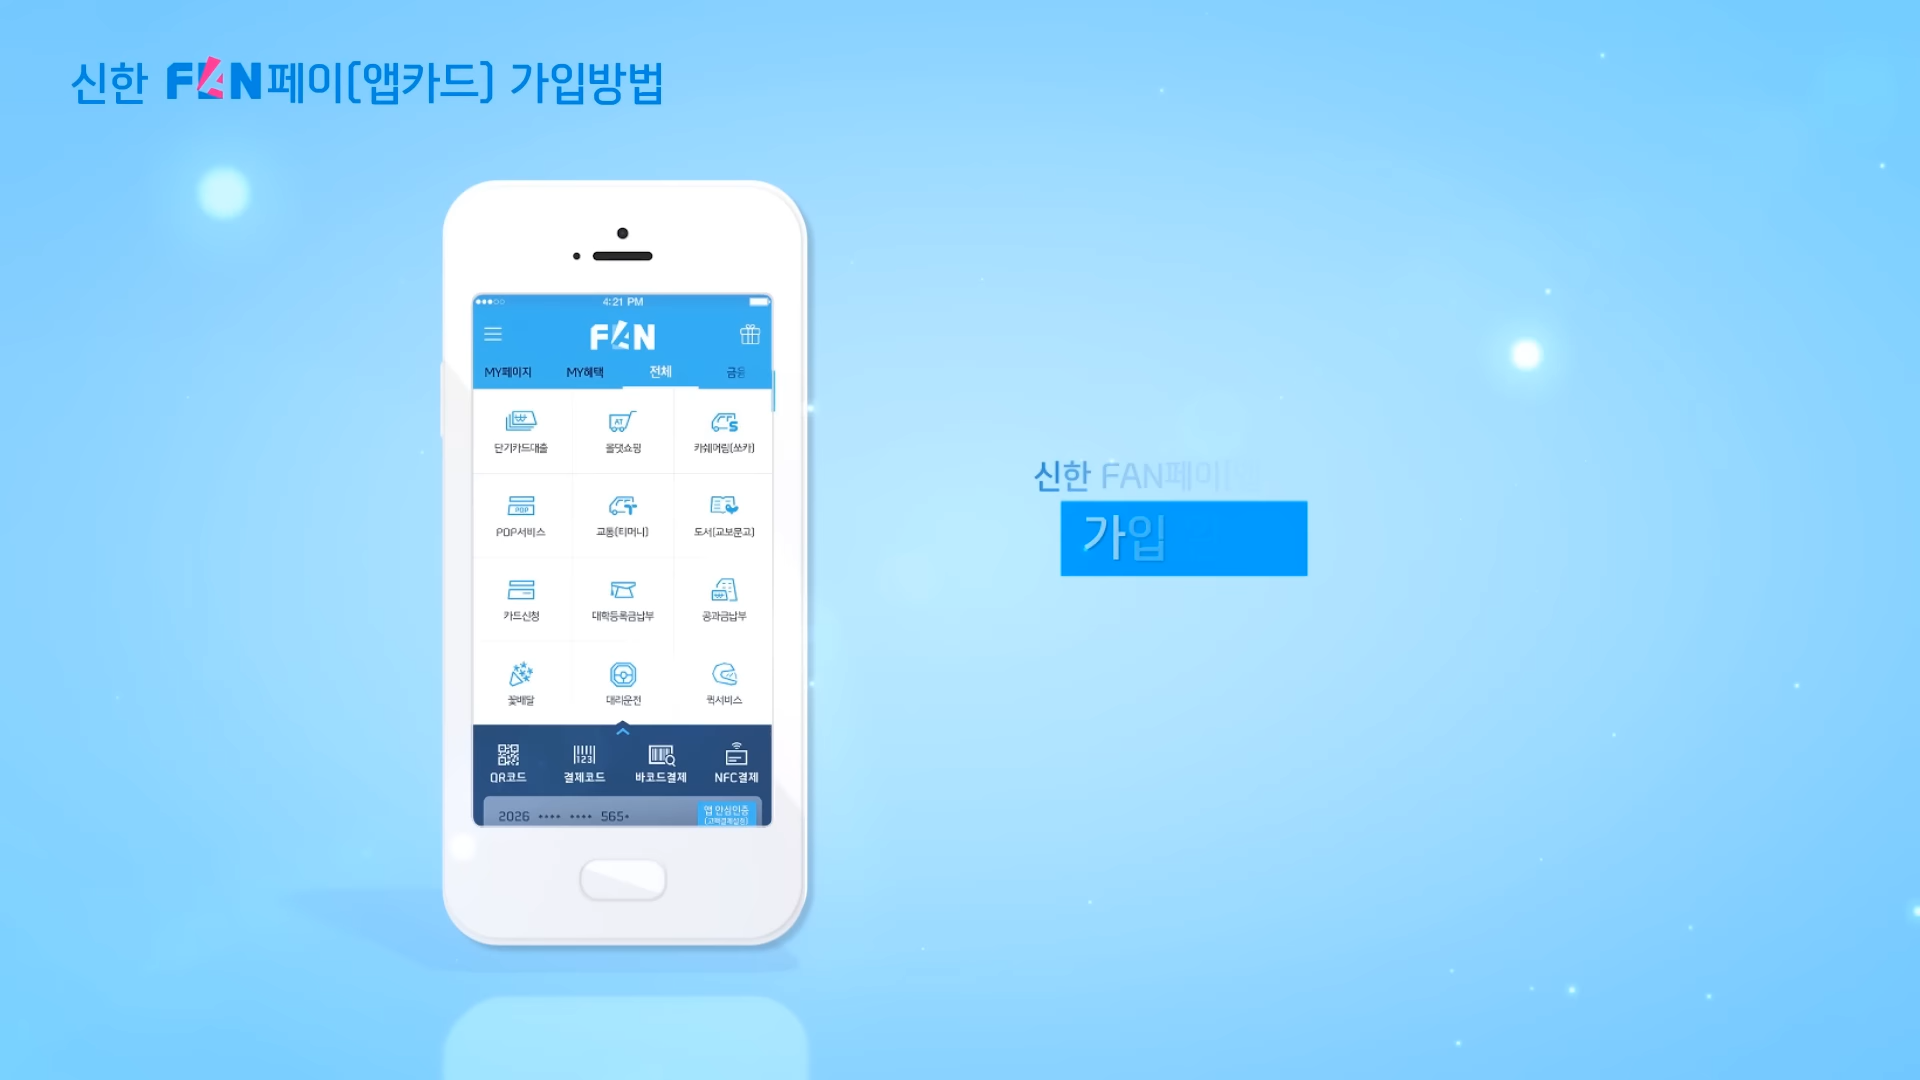 신한 FAN페이(앱카드) 가입방법
4:21 PM
FAN
MY페이지 MY혜택 전체 금융
단기카드대출 올댓쇼핑 카쉐어링(쏘카)
POP서비스 교통(티머니) 도서(교보문고)
카드신청 대학등록금납부 공과금납부
꽃배달 대리운전 퀵서비스
QR코드 결제코드 바코드결제 NFC결제
2026 •••• •••• 565•
앱 안심인증
신한 FAN페이(앱
가입